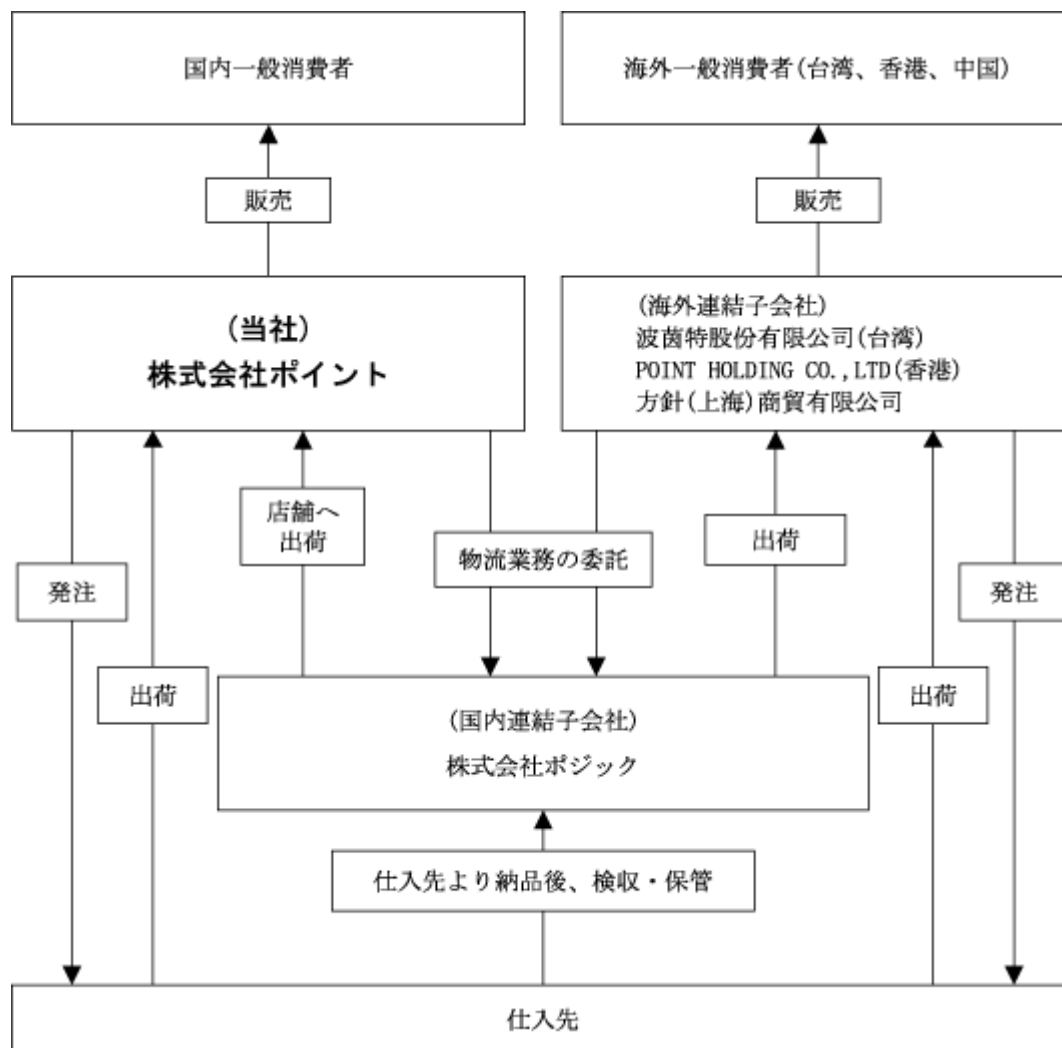 国内一般消費者
海外一般消費者(台湾、香港、中国)
販売
販売
(当社)
株式会社ポイント
(海外連結子会社)
波茵特股份有限公司(台湾)
POINT HOLDING CO.,LTD(香港)
方針(上海)商貿有限公司
店舗へ
出荷
物流業務の委託
出荷
発注
発注
出荷
出荷
(国内連結子会社)
株式会社ポジック
仕入先より納品後、検収・保管
仕入先